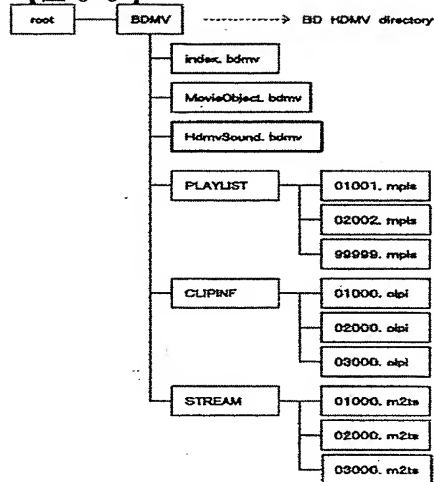 root BDMV -----------> BD HDMV directory
index. bdmv
MovieObject. bdmv
HdmvSound. bdmv
PLAYLIST 01001. mpls
02002. mpls
99999. mpls
CLIPINF 01000. clpi
02000. clpi
03000. clpi
STREAM 01000. m2ts
02000. m2ts
03000. m2ts